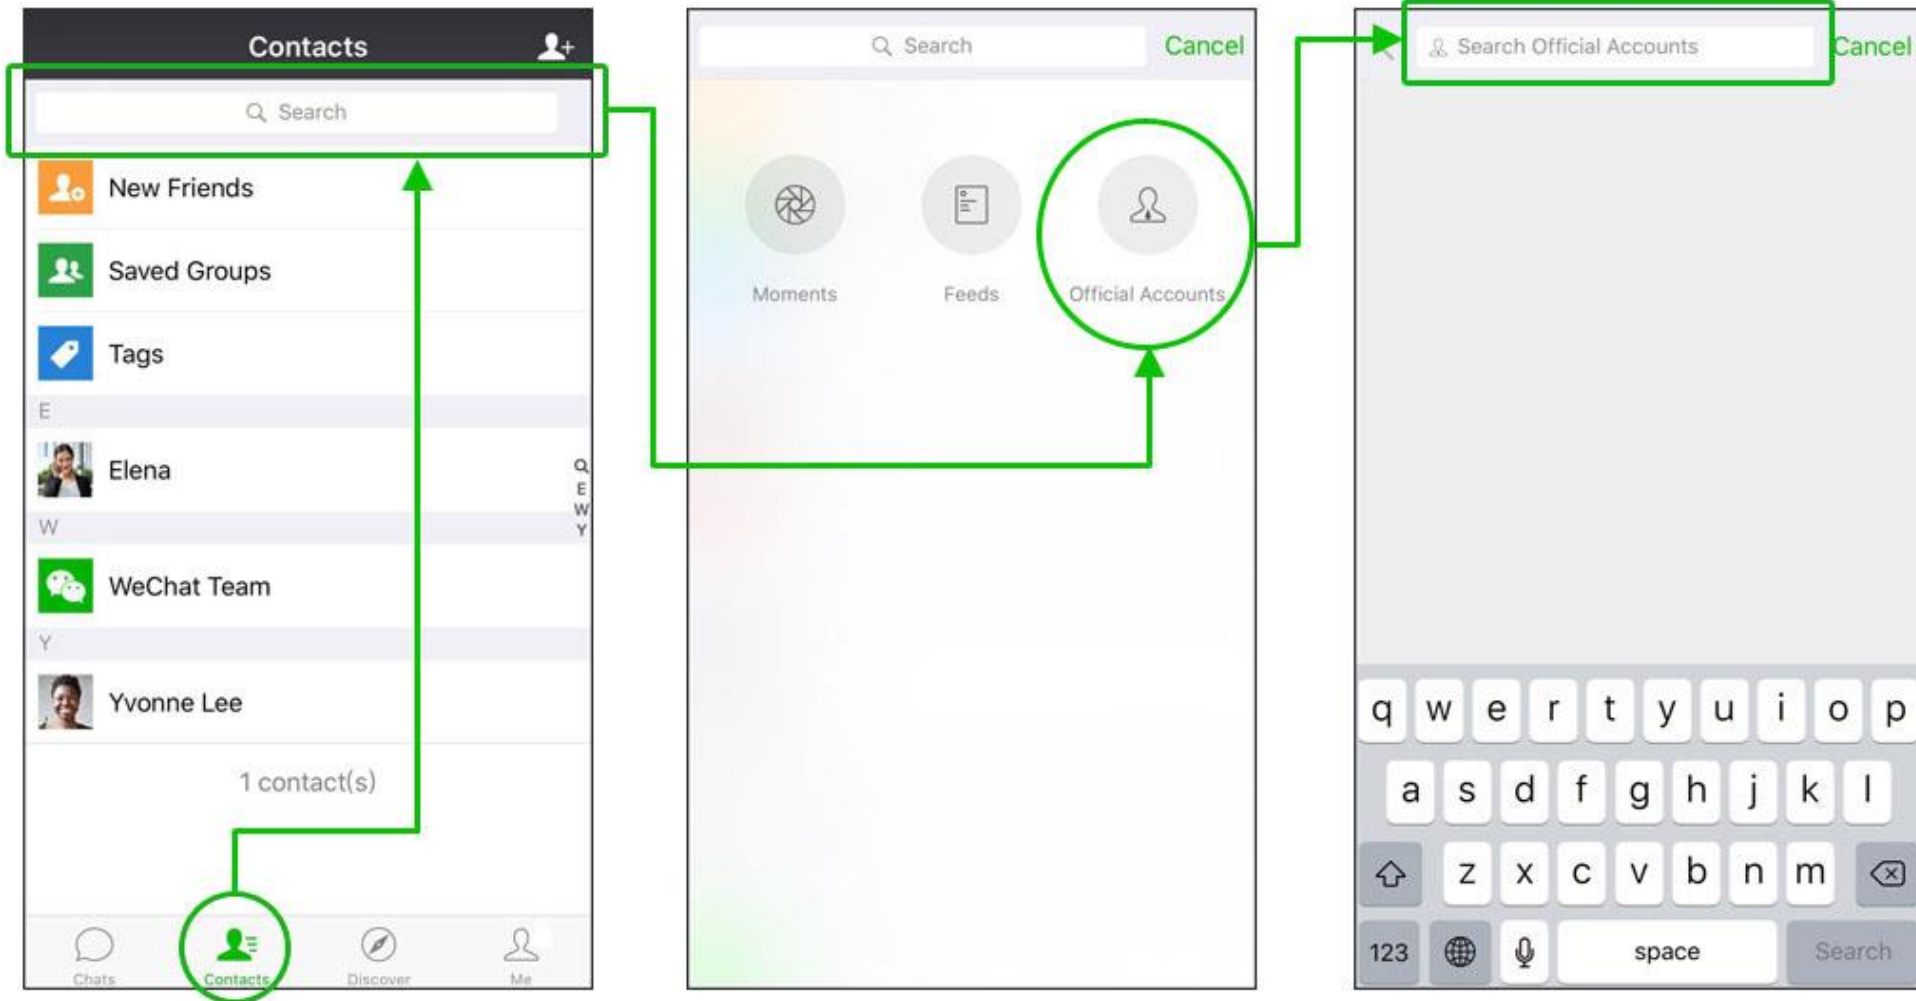 Contacts
Search
New Friends
Saved Groups
Tags
E
Elena
Q
E
W
Y
W
WeChat Team
Y
Yvonne Lee
1 contact(s)
Chats
Contacts
Discover
Me
Search Cancel
Moments
Feeds
Official Accounts
Search Official Accounts Cancel
q w e r t y u i o p
a s d f g h j k l
z x c v b n m
123 space Search